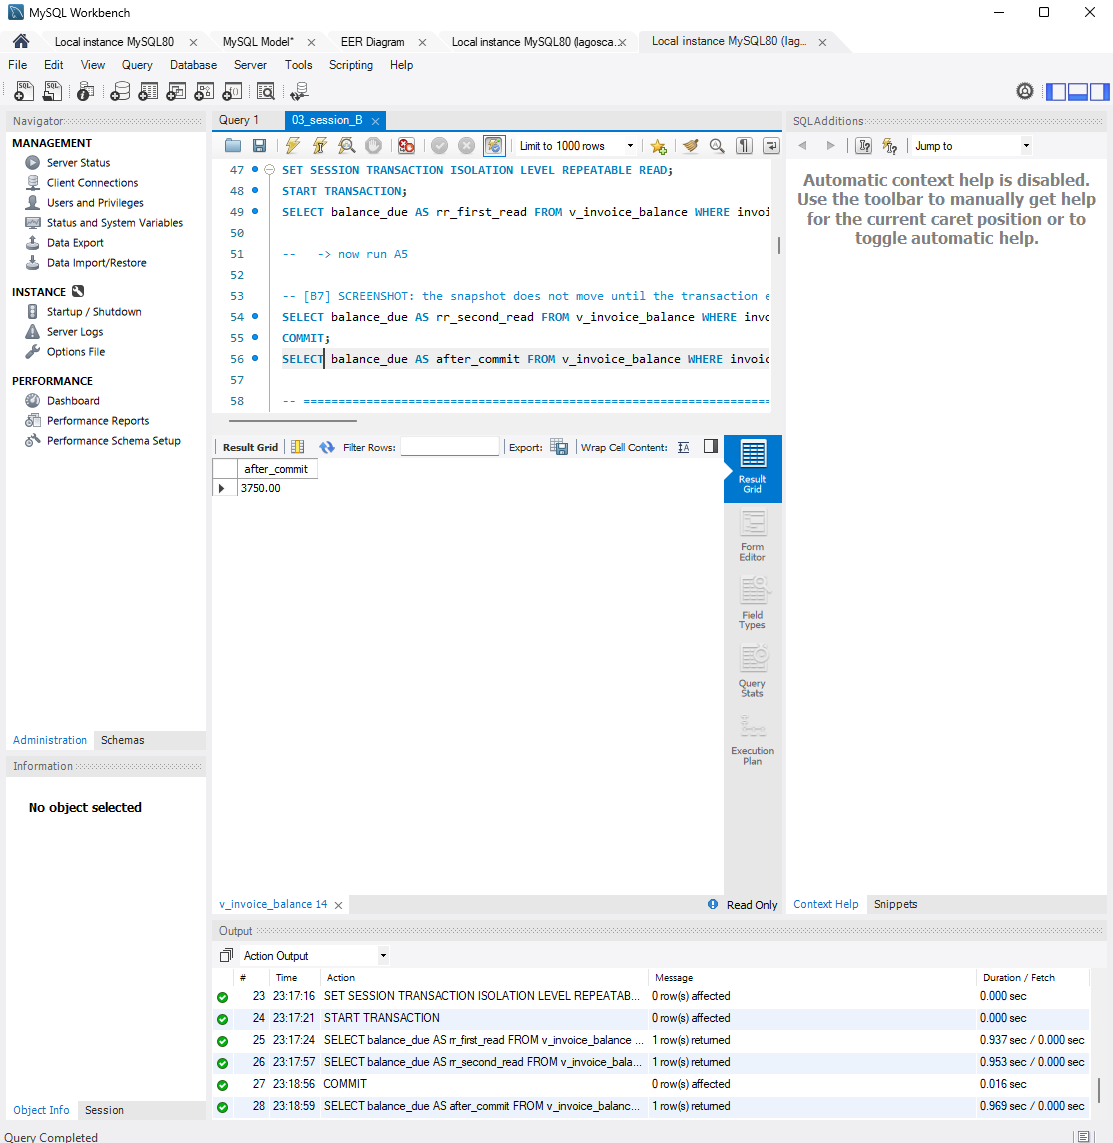 MySQL Workbench
Local instance MySQL80
MySQL Model*
EER Diagram
Local instance MySQL80 (lagosca...
Local instance MySQL80 (lag...
File Edit View Query Database Server Tools Scripting Help
Navigator
MANAGEMENT
Server Status
Client Connections
Users and Privileges
Status and System Variables
Data Export
Data Import/Restore
INSTANCE
Startup / Shutdown
Server Logs
Options File
PERFORMANCE
Dashboard
Performance Reports
Performance Schema Setup
Administration Schemas
Information
No object selected
Object Info Session
Query 1
03_session_B
Limit to 1000 rows
47 SET SESSION TRANSACTION ISOLATION LEVEL REPEATABLE READ;
48 START TRANSACTION;
49 SELECT balance_due AS rr_first_read FROM v_invoice_balance WHERE invoi
50
51 -- -> now run A5
52
53 -- [B7] SCREENSHOT: the snapshot does not move until the transaction e
54 SELECT balance_due AS rr_second_read FROM v_invoice_balance WHERE invo
55 COMMIT;
56 SELECT balance_due AS after_commit FROM v_invoice_balance WHERE invoic
57
58 -- ======================================================================
Result Grid Filter Rows: Export: Wrap Cell Content:
after_commit
3750.00
Result Grid
Form Editor
Field Types
Query Stats
Execution Plan
v_invoice_balance 14
Read Only
SQLAdditions
Jump to
Automatic context help is disabled.
Use the toolbar to manually get help
for the current caret position or to
toggle automatic help.
Context Help Snippets
Output
Action Output
# Time Action Message Duration / Fetch
23 23:17:16 SET SESSION TRANSACTION ISOLATION LEVEL REPEATAB... 0 row(s) affected 0.000 sec
24 23:17:21 START TRANSACTION 0 row(s) affected 0.000 sec
25 23:17:24 SELECT balance_due AS rr_first_read FROM v_invoice_balance ... 1 row(s) returned 0.937 sec / 0.000 sec
26 23:17:57 SELECT balance_due AS rr_second_read FROM v_invoice_bala... 1 row(s) returned 0.953 sec / 0.000 sec
27 23:18:56 COMMIT 0 row(s) affected 0.016 sec
28 23:18:59 SELECT balance_due AS after_commit FROM v_invoice_balanc... 1 row(s) returned 0.969 sec / 0.000 sec
Query Completed